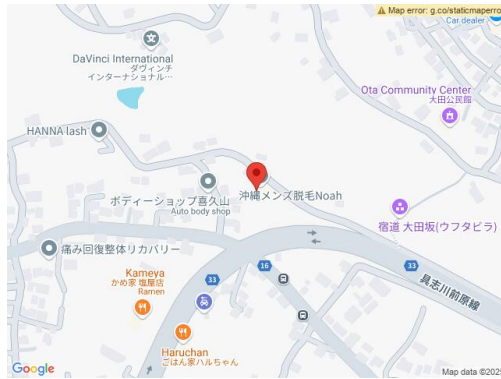 Map error: g.co/staticmaperro
Car dealer
DaVinci International
ダヴィンチ
インターナショナル…
Ota Community Center
大田公民館
HANNA lash
沖縄メンズ脱毛Noah
ボディーショップ喜久山
Auto body shop
宿道 大田坂(ウフタビラ)
痛み回復整体リカバリー
33
16
33
具志川前原線
Kameya
かめ家 塩屋店
Ramen
Haruchan
ごはん家ハルちゃん
Google
Map data ©2025